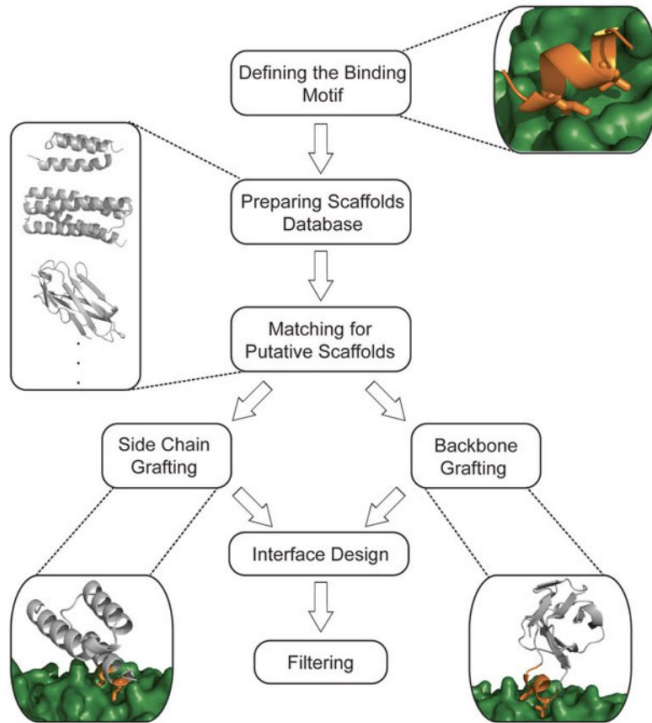 Defining the Binding
Motif
Preparing Scaffolds
Database
Matching for
Putative Scaffolds
Side Chain
Grafting
Backbone
Grafting
Interface Design
Filtering